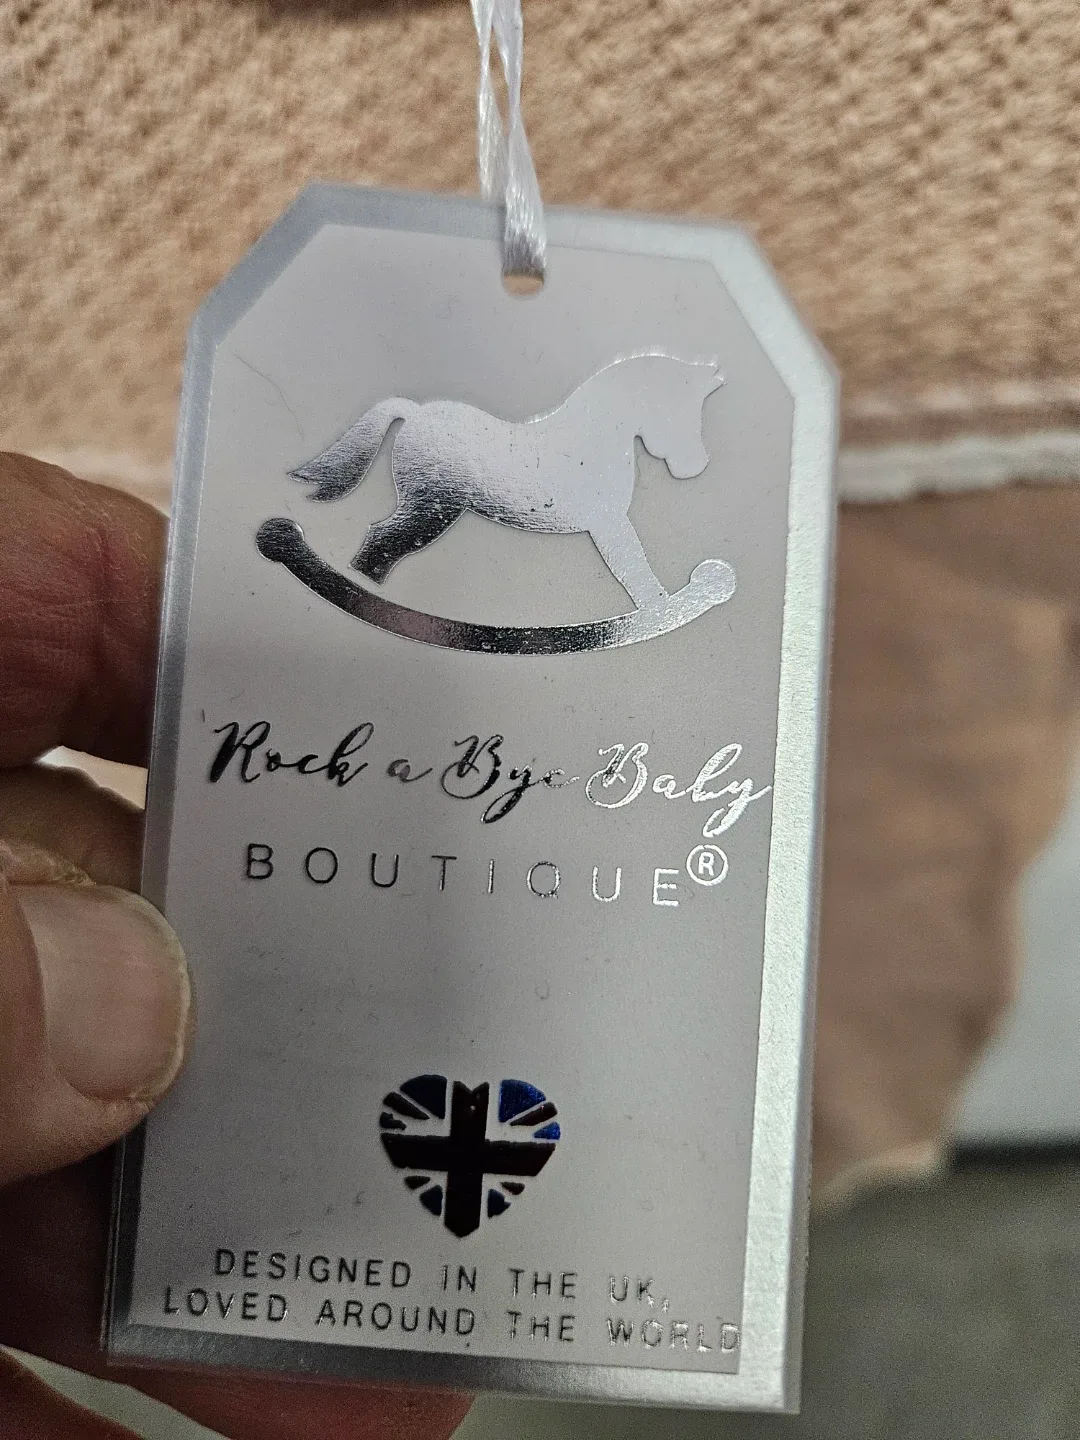 Rock a Bye Baby
BOUTIQUE®
DESIGNED IN THE UK,
LOVED AROUND THE WORLD